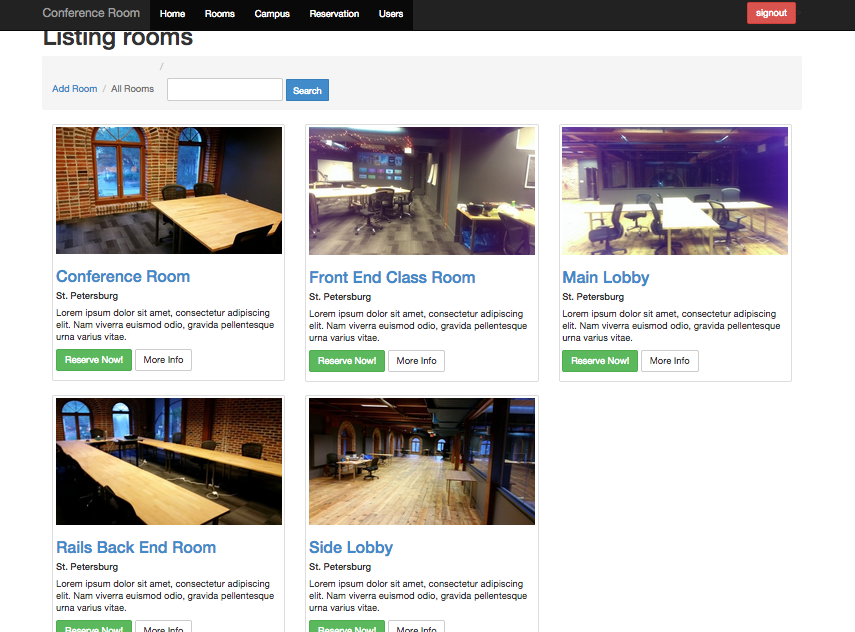 Conference Room Home Rooms Campus Reservation Users signout
Listing rooms
/
Add Room / All Rooms Search
Conference Room
St. Petersburg
Lorem ipsum dolor sit amet, consectetur adipiscing
elit. Nam viverra euismod odio, gravida pellentesque
urna varius vitae.
Reserve Now! More Info
Front End Class Room
St. Petersburg
Lorem ipsum dolor sit amet, consectetur adipiscing
elit. Nam viverra euismod odio, gravida pellentesque
urna varius vitae.
Reserve Now! More Info
Main Lobby
St. Petersburg
Lorem ipsum dolor sit amet, consectetur adipiscing
elit. Nam viverra euismod odio, gravida pellentesque
urna varius vitae.
Reserve Now! More Info
Rails Back End Room
St. Petersburg
Lorem ipsum dolor sit amet, consectetur adipiscing
elit. Nam viverra euismod odio, gravida pellentesque
urna varius vitae.
Reserve Now! More Info
Side Lobby
St. Petersburg
Lorem ipsum dolor sit amet, consectetur adipiscing
elit. Nam viverra euismod odio, gravida pellentesque
urna varius vitae.
Reserve Now! More Info